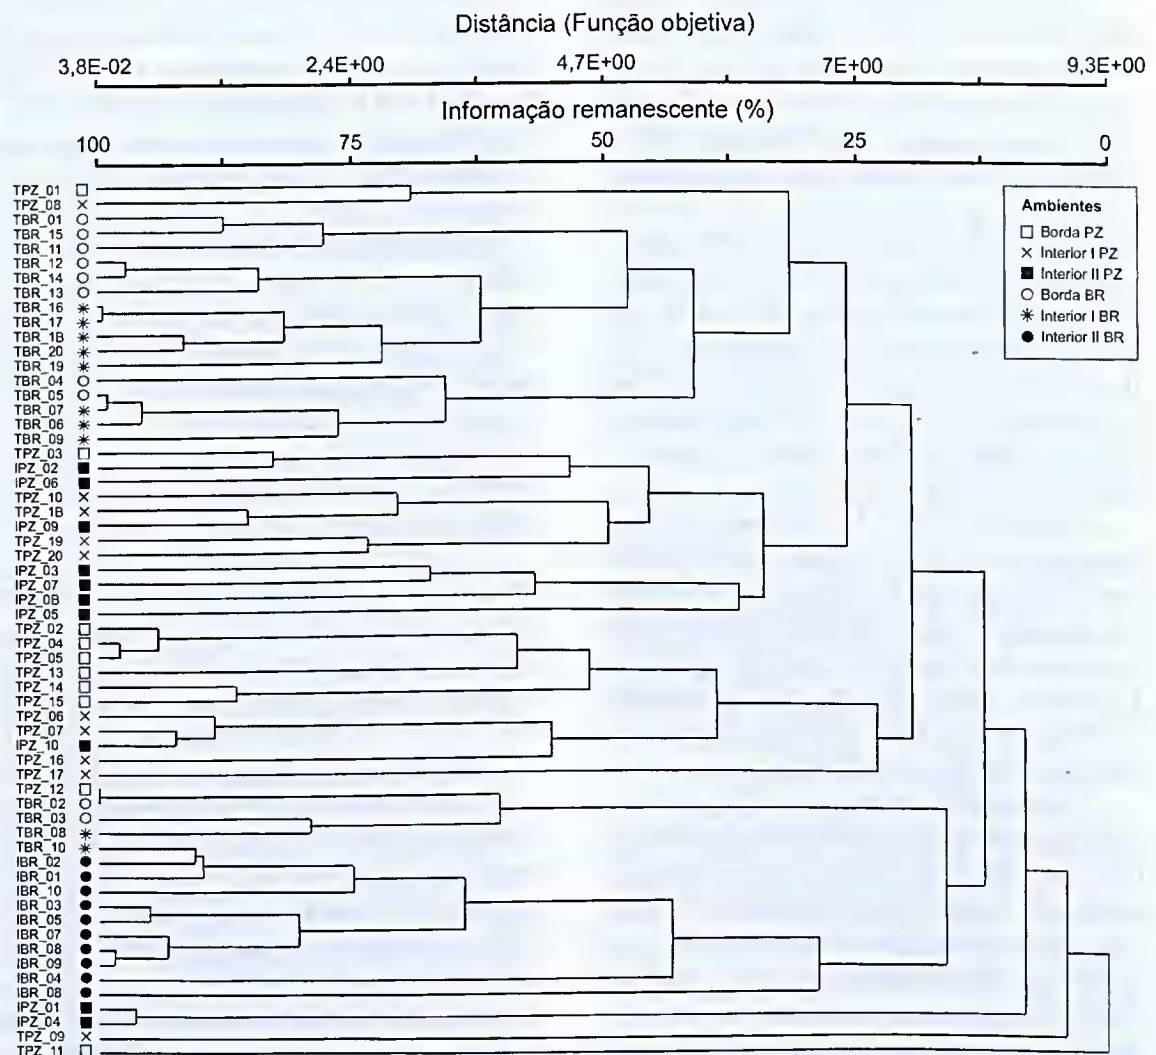 Distância (Função objetiva)
3,8E-02 2,4E+00 4,7E+00 7E+00 9,3E+00
Informação remanescente (%)
100 75 50 25 0
TPZ_01
TPZ_08
TBR_01
TBR_15
TBR_11
TBR_12
TBR_14
TBR_13
TBR_16
TBR_17
TBR_1B
TBR_20
TBR_19
TBR_04
TBR_05
TBR_07
TBR_06
TBR_09
TPZ_03
IPZ_02
IPZ_06
TPZ_10
TPZ_1B
IPZ_09
TPZ_19
TPZ_20
IPZ_03
IPZ_07
IPZ_0B
IPZ_05
TPZ_02
TPZ_04
TPZ_05
TPZ_13
TPZ_14
TPZ_15
TPZ_06
TPZ_07
IPZ_10
TPZ_16
TPZ_17
TPZ_12
TBR_02
TBR_03
TBR_08
TBR_10
IBR_02
IBR_01
IBR_10
IBR_03
IBR_05
IBR_07
IBR_08
IBR_09
IBR_04
IBR_08
IPZ_01
IPZ_04
TPZ_09
TPZ_11
Ambientes
Borda PZ
Interior I PZ
Interior II PZ
Borda BR
Interior I BR
Interior II BR